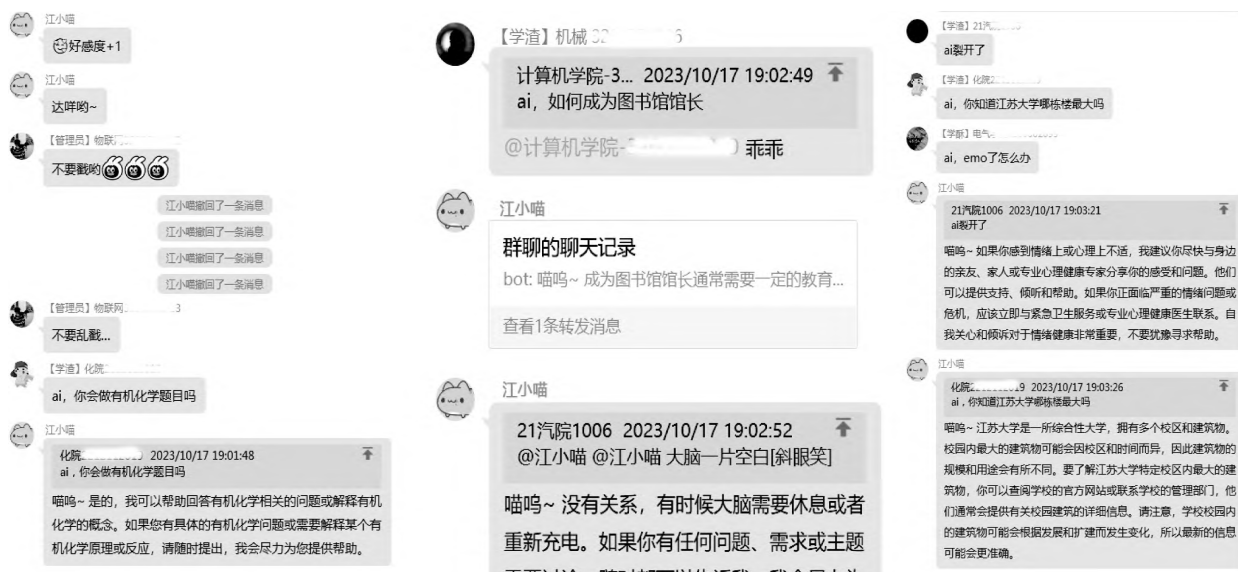 江小喵
好感度+1
江小喵
达咩哟~
【管理员】物联
不要戳哟
江小喵撤回了一条消息
江小喵撤回了一条消息
江小喵撤回了一条消息
江小喵撤回了一条消息
【管理员】物联网 3
不要乱戳...
【学渣】化院
ai，你会做有机化学题目吗
江小喵
化院 2023/10/17 19:01:48
ai，你会做有机化学题目吗
喵呜~ 是的，我可以帮助回答有机化学相关的问题或解释有机
化学的概念。如果您有具体的有机化学问题或需要解释某个有
机化学原理或反应，请随时提出，我会尽力为您提供帮助。
【学渣】机械
计算机学院-3... 2023/10/17 19:02:49
ai，如何成为图书馆馆长
@计算机学院- 乖乖
江小喵
群聊的聊天记录
bot: 喵呜~ 成为图书馆馆长通常需要一定的教育...
查看1条转发消息
江小喵
21汽院1006 2023/10/17 19:02:52
@江小喵 @江小喵 大脑一片空白[斜眼笑]
喵呜~ 没有关系，有时候大脑需要休息或者
重新充电。如果你有任何问题、需求或主题
【学渣】21汽
ai裂开了
【学渣】化院
ai，你知道江苏大学哪栋楼最大吗
【学酥】电气
ai，emo了怎么办
江小喵
21汽院1006 2023/10/17 19:03:21
ai裂开了
喵呜~ 如果你感到情绪上或心理上不适，我建议你尽快与身边
的亲友、家人或专业心理健康专家分享你的感受和问题。他们
可以提供支持、倾听和帮助。如果你正面临严重的情绪问题或
危机，应该立即与紧急卫生服务或专业心理健康医生联系。自
我关心和倾诉对于情绪健康非常重要，不要犹豫寻求帮助。
江小喵
化院 9 2023/10/17 19:03:26
ai，你知道江苏大学哪栋楼最大吗
喵呜~ 江苏大学是一所综合性大学，拥有多个校区和建筑物。
校园内最大的建筑物可能会因校区和时间而异，因此建筑物的
规模和用途会有所不同。要了解江苏大学特定校区内最大的建
筑物，你可以查阅学校的官方网站或联系学校的管理部门，他
们通常会提供有关校园建筑的详细信息。请注意，学校校园内
的建筑物可能会根据发展和扩建而发生变化，所以最新的信息
可能会更准确。